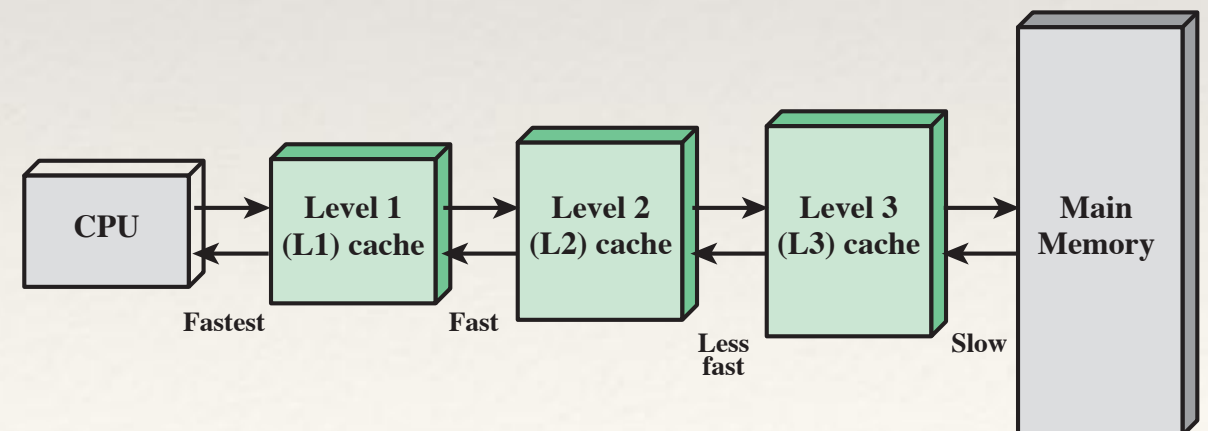 CPU
Level 1
(L1) cache
Level 2
(L2) cache
Level 3
(L3) cache
Main
Memory
Fastest
Fast
Less
fast
Slow